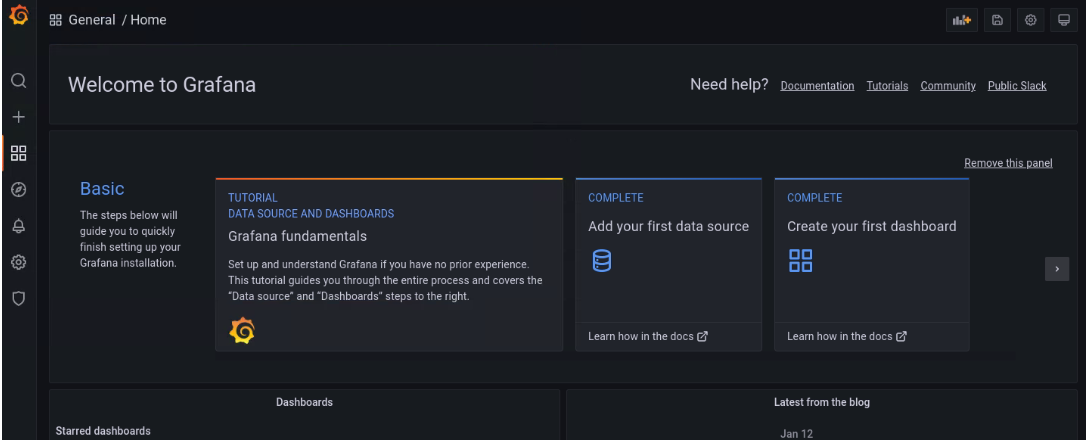 General / Home
Welcome to Grafana
Need help? Documentation Tutorials Community Public Slack
Remove this panel
Basic
The steps below will
guide you to quickly
finish setting up your
Grafana installation.
TUTORIAL
DATA SOURCE AND DASHBOARDS
Grafana fundamentals
Set up and understand Grafana if you have no prior experience.
This tutorial guides you through the entire process and covers the
“Data source” and “Dashboards” steps to the right.
COMPLETE
Add your first data source
Learn how in the docs
COMPLETE
Create your first dashboard
Learn how in the docs
Dashboards
Starred dashboards
Latest from the blog
Jan 12